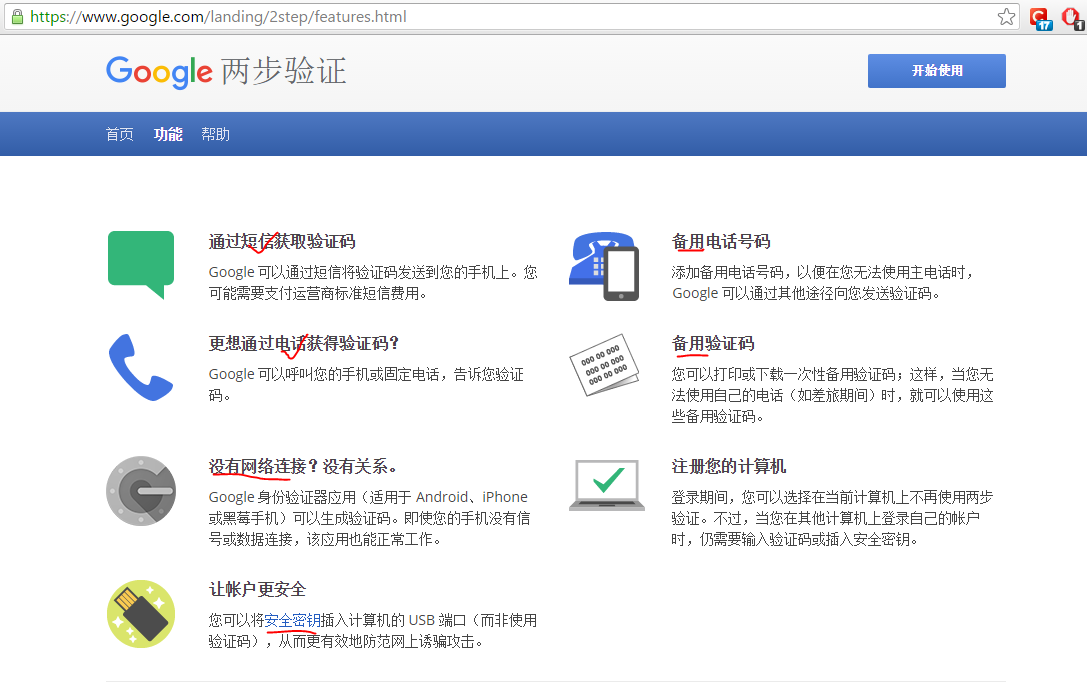 https://www.google.com/landing/2step/features.html
17
1
Google 两步验证
开始使用
首页 功能 帮助
通过短信获取验证码
Google 可以通过短信将验证码发送到您的手机上。您
可能需要支付运营商标准短信费用。
备用电话号码
添加备用电话号码，以便在您无法使用主电话时，
Google 可以通过其他途径向您发送验证码。
更想通过电话获得验证码？
Google 可以呼叫您的手机或固定电话，告诉您验证
码。
000 00 000
000 00 000
000 00 000
备用验证码
您可以打印或下载一次性备用验证码；这样，当您无
法使用自己的电话（如差旅期间）时，就可以使用这
些备用验证码。
没有网络连接？没有关系。
Google 身份验证器应用（适用于 Android、iPhone
或黑莓手机）可以生成验证码。即使您的手机没有信
号或数据连接，该应用也能正常工作。
注册您的计算机
登录期间，您可以选择在当前计算机上不再使用两步
验证。不过，当您在其他计算机上登录自己的帐户
时，仍需要输入验证码或插入安全密钥。
让帐户更安全
您可以将安全密钥插入计算机的 USB 端口（而非使用
验证码），从而更有效地防范网上诱骗攻击。